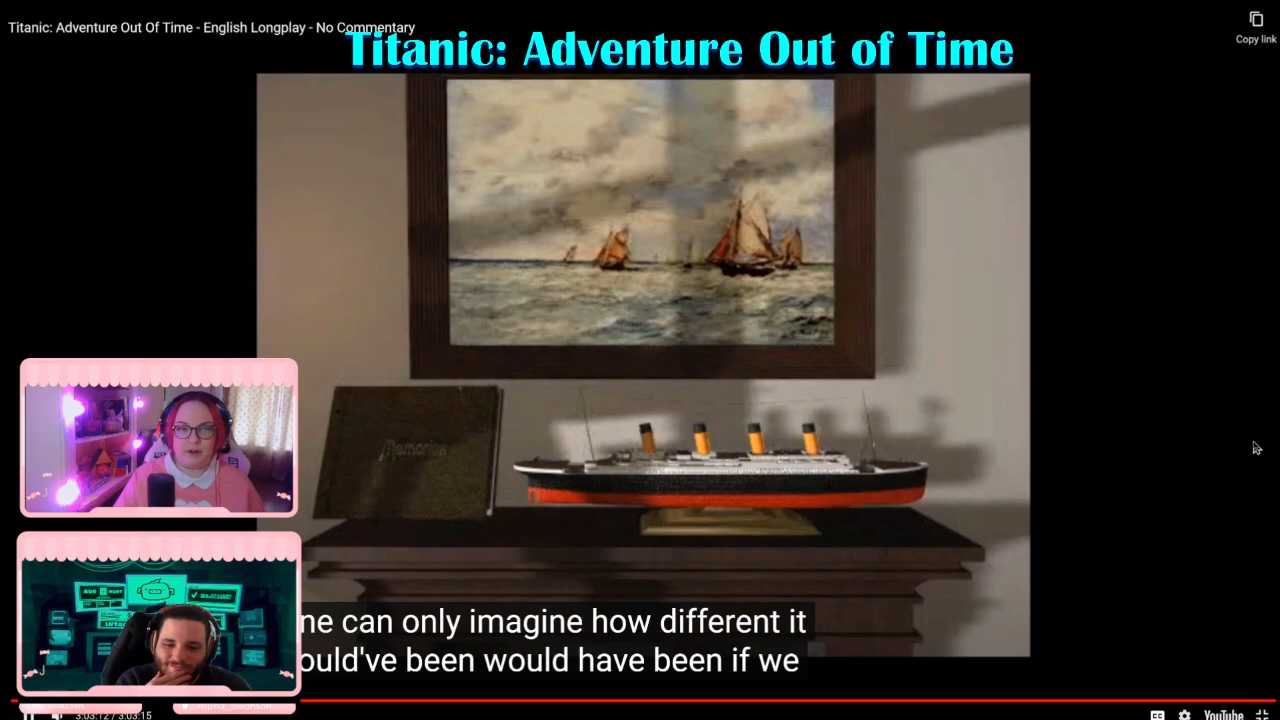 Titanic: Adventure Out Of Time - English Longplay - No Commentary
Copy link
Titanic: Adventure Out of Time
Memories
ne can only imagine how different it
ould've been would have been if we
3:03:12 / 3:03:15
CC
YouTube